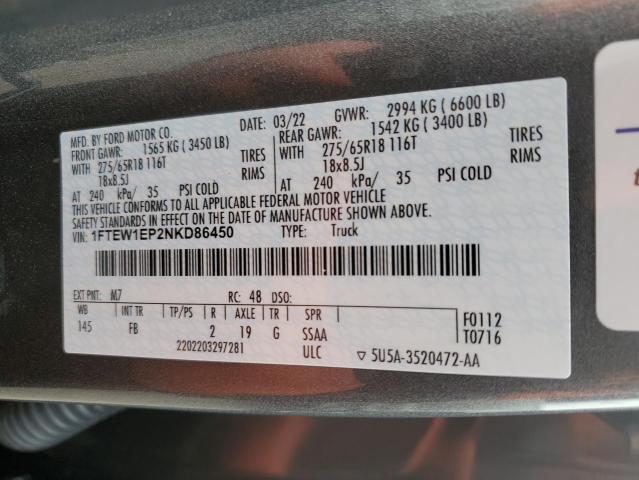 MFD. BY FORD MOTOR CO.
DATE: 03/22 GVWR: 2994 KG ( 6600 LB)
FRONT GAWR: 1565 KG ( 3450 LB) REAR GAWR: 1542 KG ( 3400 LB)
WITH 275/65R18 116T TIRES WITH 275/65R18 116T TIRES
18x8.5J RIMS 18x8.5J RIMS
AT 240 kPa/ 35 PSI COLD AT 240 kPa/ 35 PSI COLD
THIS VEHICLE CONFORMS TO ALL APPLICABLE FEDERAL MOTOR VEHICLE
SAFETY STANDARDS IN EFFECT ON THE DATE OF MANUFACTURE SHOWN ABOVE.
VIN: 1FTEW1EP2NKD86450 TYPE: Truck
EXT PNT: M7 RC: 48 DSO:
WB INT TR TP/PS R AXLE TR SPR
145 FB 2 19 G SSAA
2202203297281 ULC
F0112
T0716
▽ 5U5A-3520472-AA